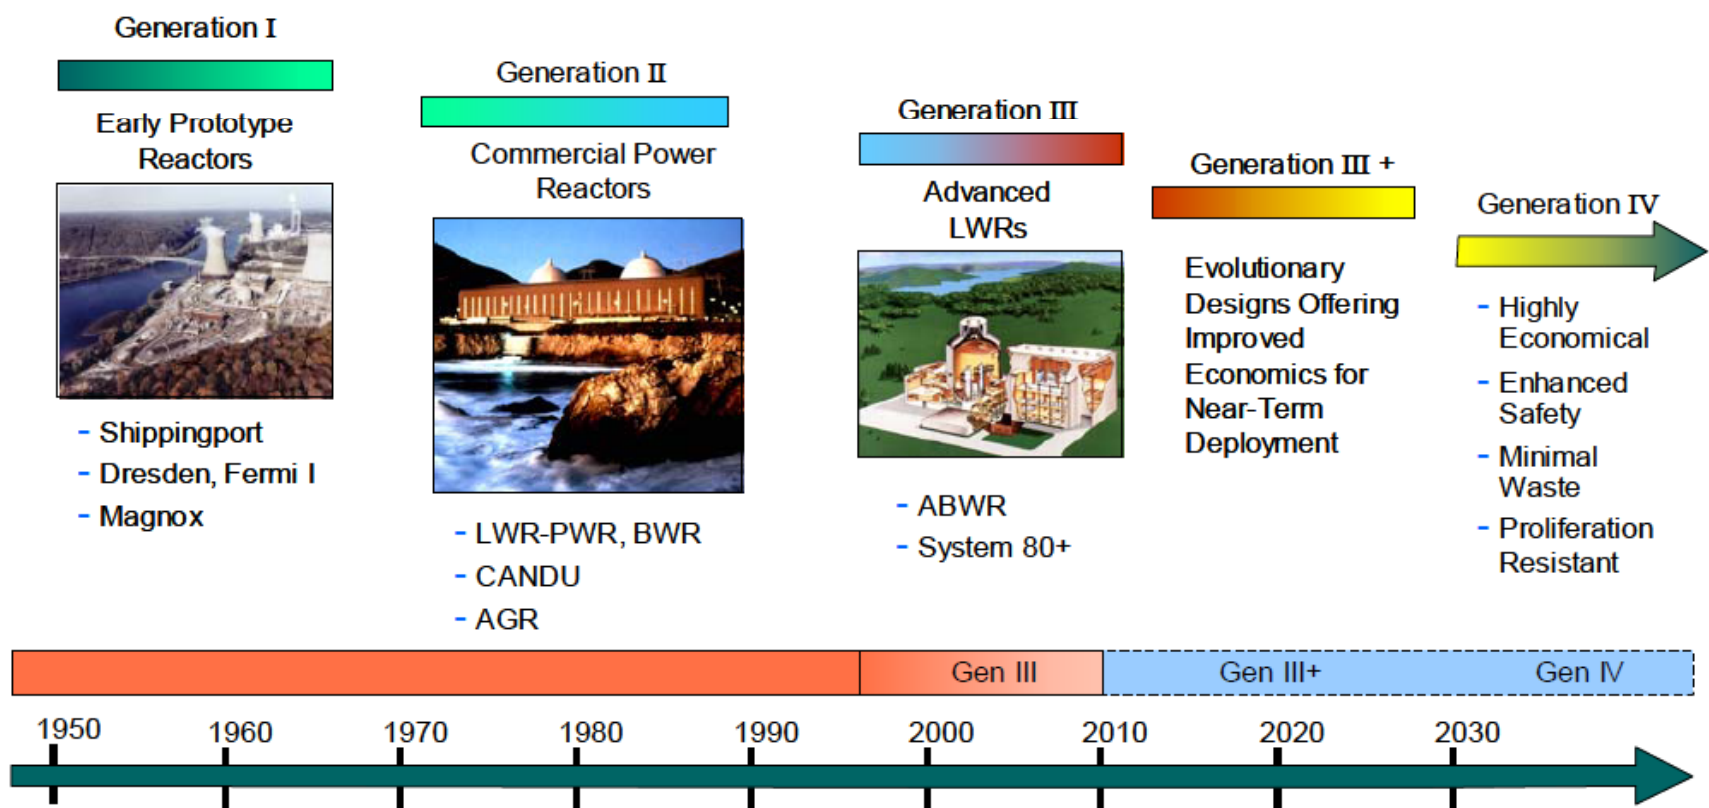 Generation I
Early Prototype
Reactors
- Shippingport
- Dresden, Fermi I
- Magnox
Generation II
Commercial Power
Reactors
- LWR-PWR, BWR
- CANDU
- AGR
Generation III
Advanced
LWRs
- ABWR
- System 80+
Generation III +
Evolutionary
Designs Offering
Improved
Economics for
Near-Term
Deployment
Generation IV
- Highly
Economical
- Enhanced
Safety
- Minimal
Waste
- Proliferation
Resistant
Gen III
Gen III+
Gen IV
1950
1960
1970
1980
1990
2000
2010
2020
2030